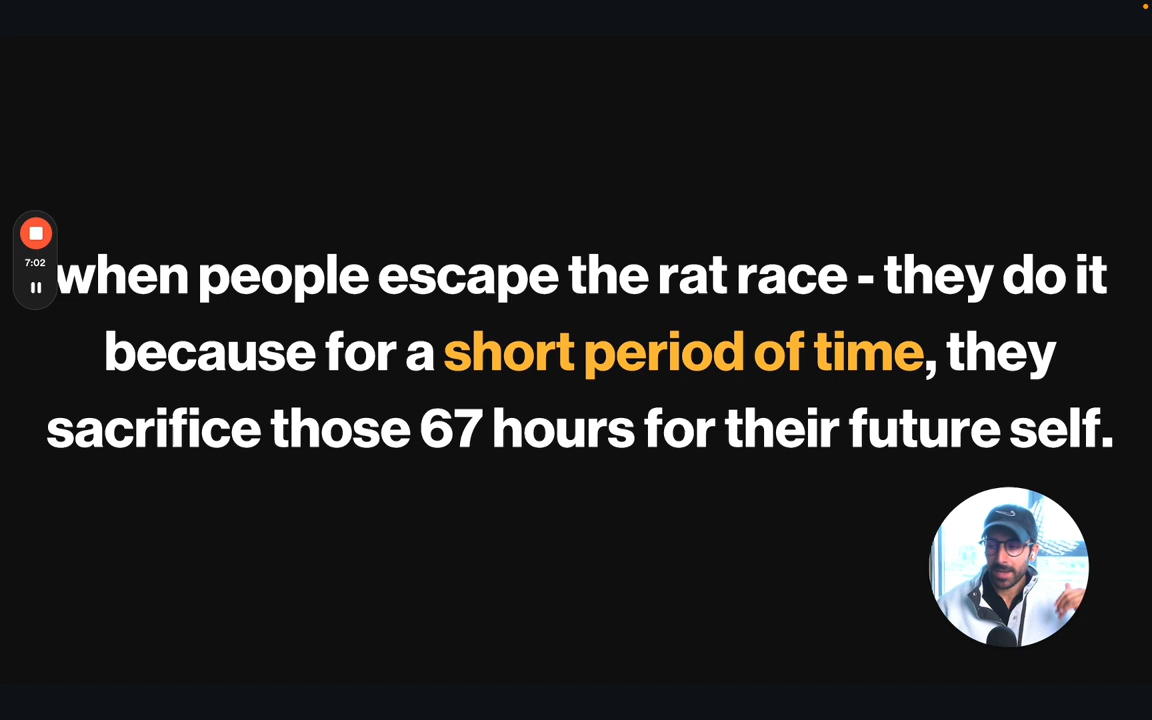 7:02
when people escape the rat race - they do it
because for a short period of time, they
sacrifice those 67 hours for their future self.